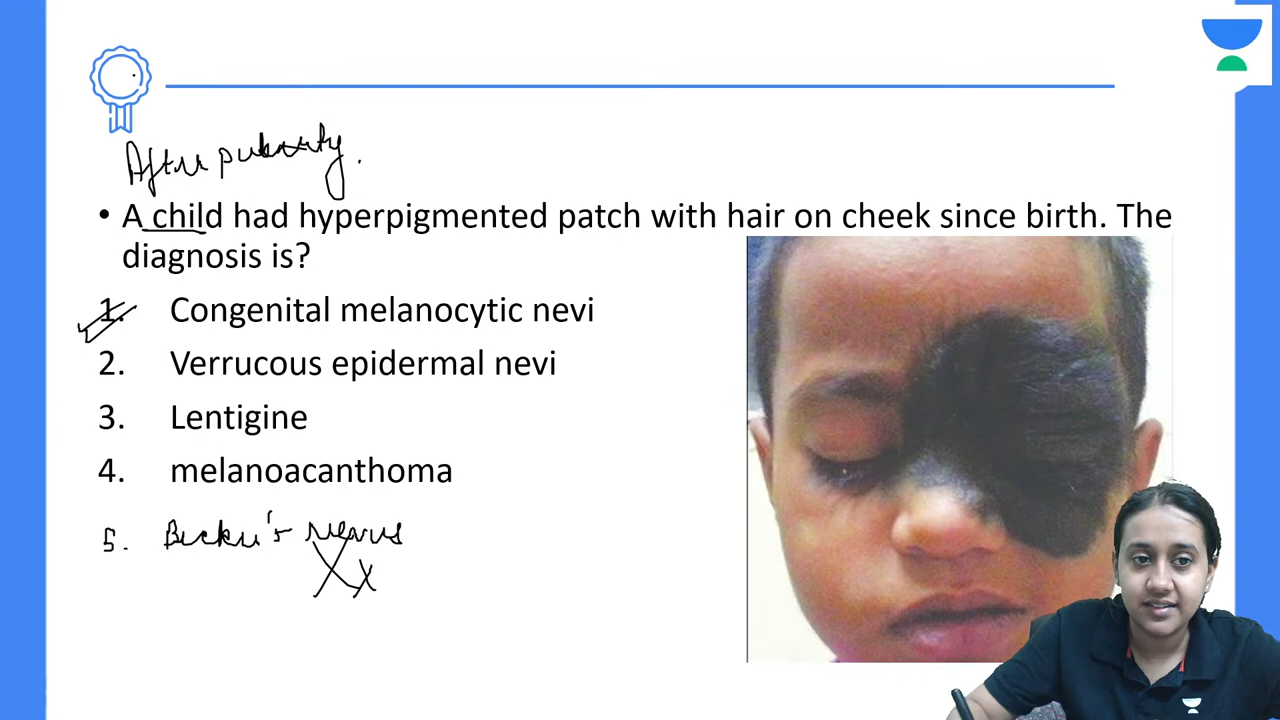 After puberty.
• A child had hyperpigmented patch with hair on cheek since birth. The
diagnosis is?
1. Congenital melanocytic nevi
2. Verrucous epidermal nevi
3. Lentigine
4. melanoacanthoma
5. Becker's nevus